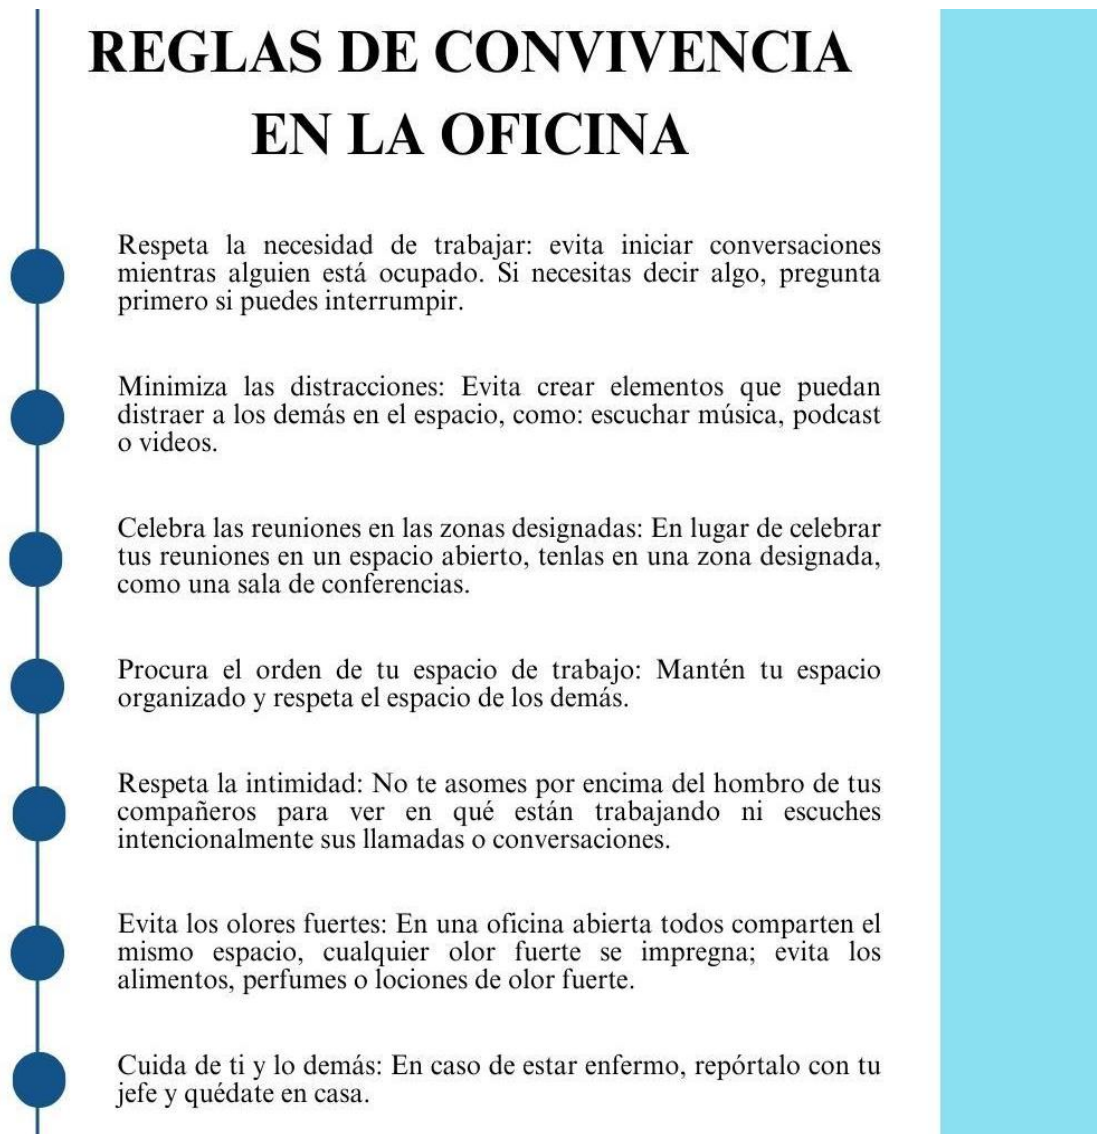 REGLAS DE CONVIVENCIA
EN LA OFICINA
Respeta la necesidad de trabajar: evita iniciar conversaciones
mientras alguien está ocupado. Si necesitas decir algo, pregunta
primero si puedes interrumpir.
Minimiza las distracciones: Evita crear elementos que puedan
distraer a los demás en el espacio, como: escuchar música, podcast
o videos.
Celebra las reuniones en las zonas designadas: En lugar de celebrar
tus reuniones en un espacio abierto, tenlas en una zona designada,
como una sala de conferencias.
Procura el orden de tu espacio de trabajo: Mantén tu espacio
organizado y respeta el espacio de los demás.
Respeta la intimidad: No te asomes por encima del hombro de tus
compañeros para ver en qué están trabajando ni escuches
intencionalmente sus llamadas o conversaciones.
Evita los olores fuertes: En una oficina abierta todos comparten el
mismo espacio, cualquier olor fuerte se impregna; evita los
alimentos, perfumes o lociones de olor fuerte.
Cuida de ti y lo demás: En caso de estar enfermo, repórtalo con tu
jefe y quédate en casa.